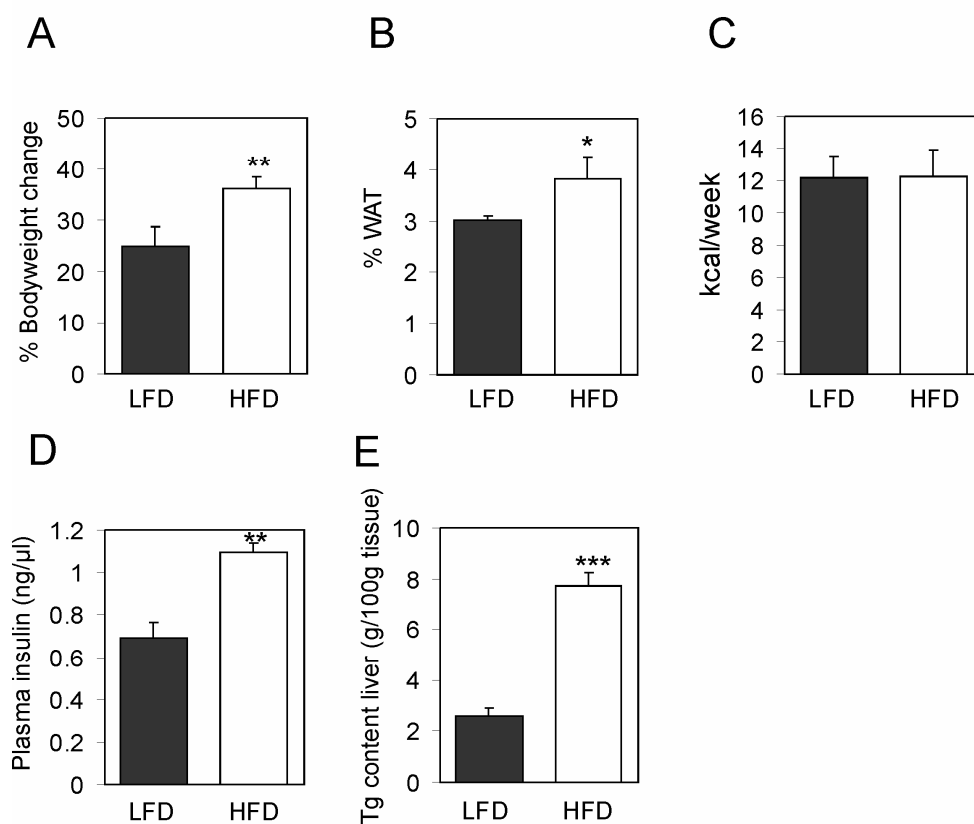 A
B
C
% Bodyweight change
50
40
30
20
10
0
**
LFD
HFD
% WAT
5
4
3
2
1
0
*
LFD
HFD
kcal/week
16
14
12
10
8
6
4
2
0
LFD
HFD
D
E
Plasma insulin (ng/µl)
1.2
1
0.8
0.6
0.4
0.2
0
**
LFD
HFD
Tg content liver (g/100g tissue)
10
8
6
4
2
0
***
LFD
HFD